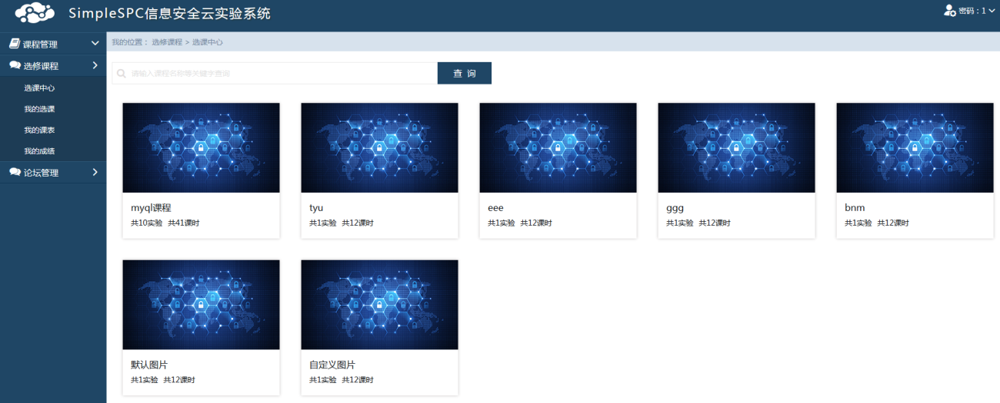 SimpleSPC信息安全云实验系统
密码：1
课程管理
选修课程
选课中心
我的选课
我的课表
我的成绩
论坛管理
我的位置： 选修课程 > 选课中心
请输入课程名称等关键字查询
查 询
myql课程
共10实验 共41课时
tyu
共1实验 共12课时
eee
共1实验 共12课时
ggg
共1实验 共12课时
bnm
共1实验 共12课时
默认图片
共1实验 共12课时
自定义图片
共1实验 共12课时